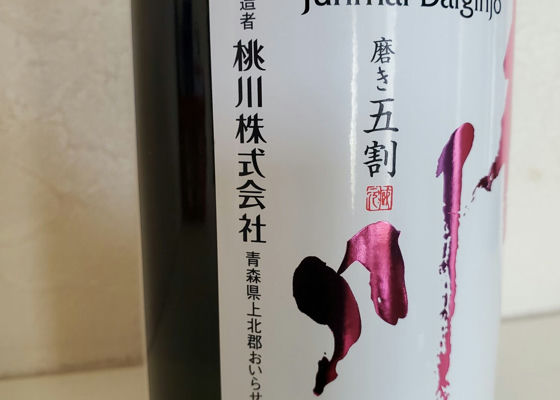 Junmai Daiginjo
磨き五割
造者
桃川株式会社
青森県上北郡おいらせ